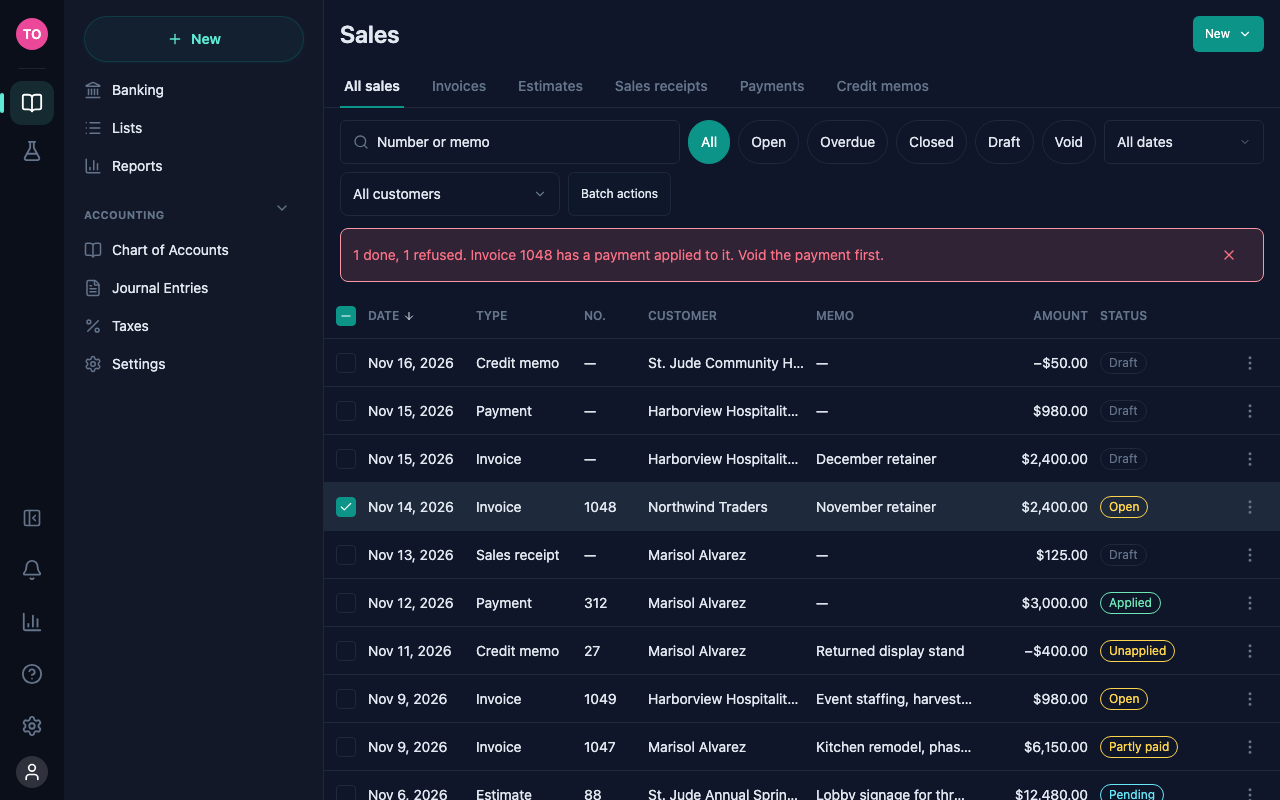 TO
New
Banking
Lists
Reports
ACCOUNTING
Chart of Accounts
Journal Entries
Taxes
Settings
Sales
New
All sales Invoices Estimates Sales receipts Payments Credit memos
Number or memo All Open Overdue Closed Draft Void All dates
All customers Batch actions
1 done, 1 refused. Invoice 1048 has a payment applied to it. Void the payment first.
DATE TYPE NO. CUSTOMER MEMO AMOUNT STATUS
Nov 16, 2026 Credit memo — St. Jude Community H... — −$50.00 Draft
Nov 15, 2026 Payment — Harborview Hospitalit... — $980.00 Draft
Nov 15, 2026 Invoice — Harborview Hospitalit... December retainer $2,400.00 Draft
Nov 14, 2026 Invoice 1048 Northwind Traders November retainer $2,400.00 Open
Nov 13, 2026 Sales receipt — Marisol Alvarez — $125.00 Draft
Nov 12, 2026 Payment 312 Marisol Alvarez — $3,000.00 Applied
Nov 11, 2026 Credit memo 27 Marisol Alvarez Returned display stand −$400.00 Unapplied
Nov 9, 2026 Invoice 1049 Harborview Hospitalit... Event staffing, harvest... $980.00 Open
Nov 9, 2026 Invoice 1047 Marisol Alvarez Kitchen remodel, phas... $6,150.00 Partly paid
Nov 6, 2026 Estimate 88 St. Jude Annual Sprin... Lobby signage for thr... $12,480.00 Pending